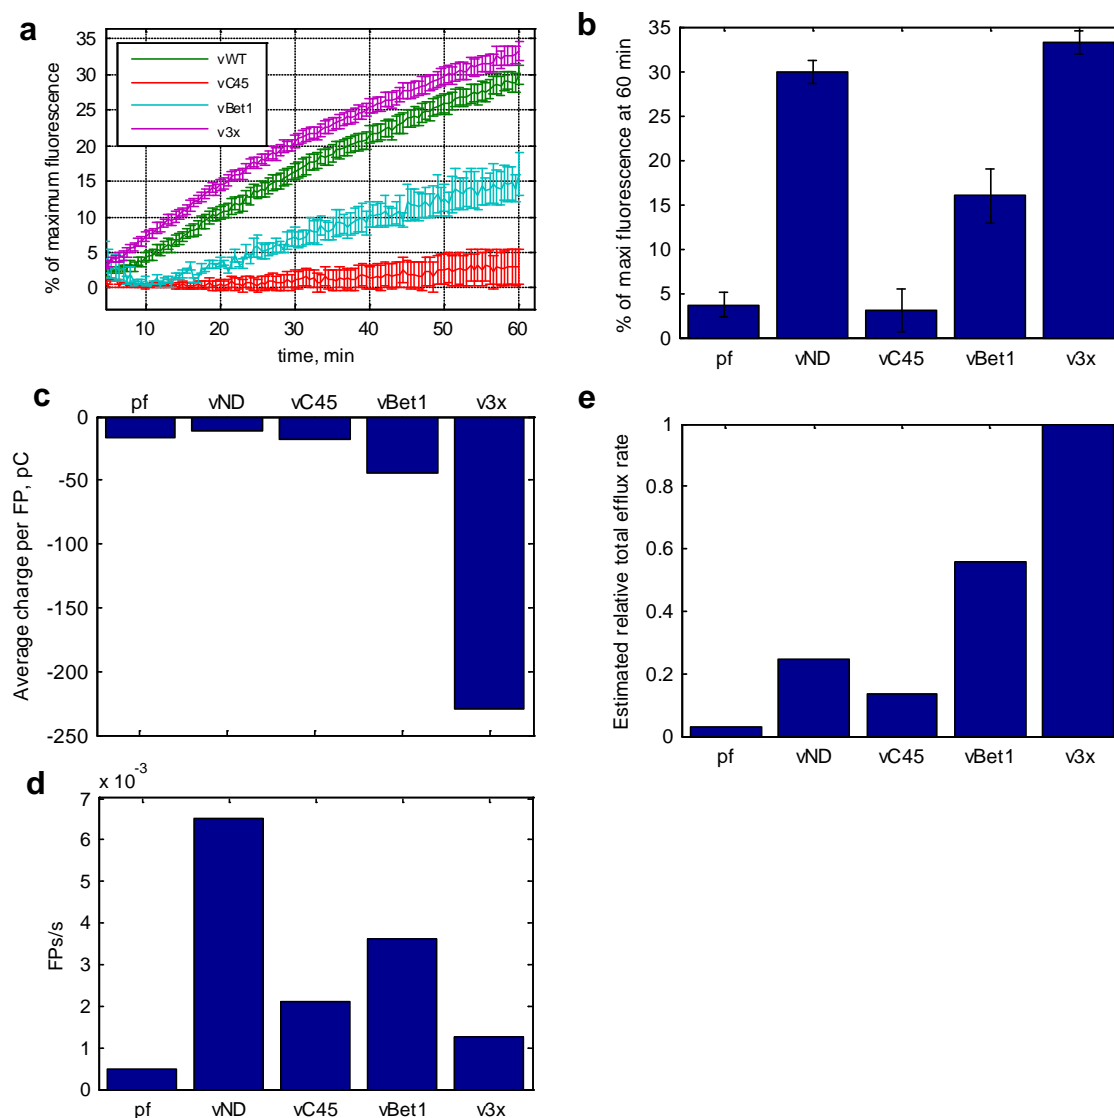 a
% of maximum fluorescence
35
30
25
20
15
10
5
0
vWT
vC45
vBet1
v3x
10 20 30 40 50 60
time, min
b
% of maxi fluorescence at 60 min
35
30
25
20
15
10
5
0
pf vND vC45 vBet1 v3x
c
pf vND vC45 vBet1 v3x
Average charge per FP, pC
0
-50
-100
-150
-200
-250
e
Estimated relative total efflux rate
1
0.8
0.6
0.4
0.2
0
pf vND vC45 vBet1 v3x
d
x 10-3
FPs/s
7
6
5
4
3
2
1
0
pf vND vC45 vBet1 v3x